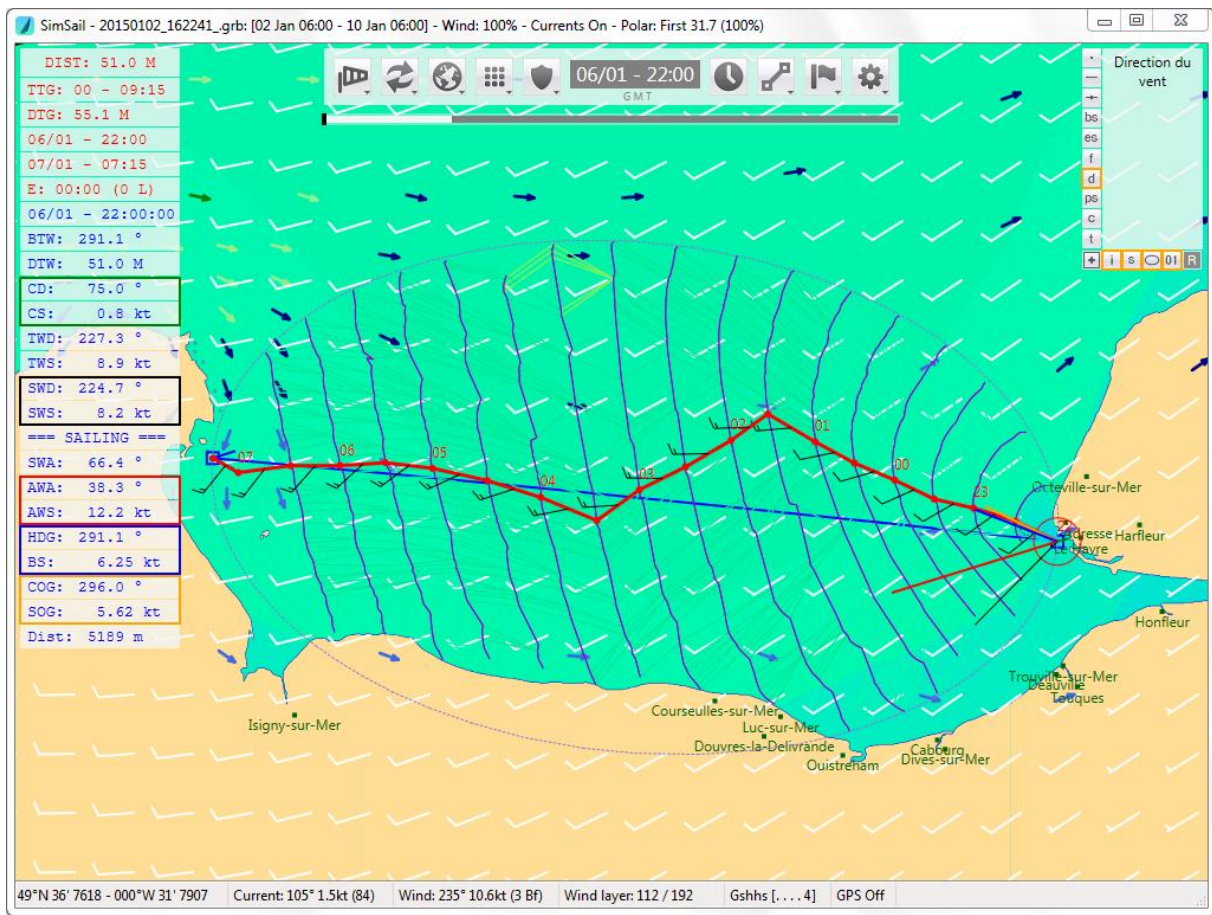 SimSail - 20150102_162241_.grb: [02 Jan 06:00 - 10 Jan 06:00] - Wind: 100% - Currents On - Polar: First 31.7 (100%)
DIST: 51.0 M
TTG: 00 - 09:15
DTG: 55.1 M
06/01 - 22:00
07/01 - 07:15
E: 00:00 (0 L)
06/01 - 22:00:00
BTW: 291.1 °
DTW: 51.0 M
CD: 75.0 °
CS: 0.8 kt
TWD: 227.3 °
TWS: 8.9 kt
SWD: 224.7 °
SWS: 8.2 kt
=== SAILING ===
SWA: 66.4 °
AWA: 38.3 °
AWS: 12.2 kt
HDG: 291.1 °
BS: 6.25 kt
COG: 296.0 °
SOG: 5.62 kt
Dist: 5189 m
06/01 - 22:00
GMT
Direction du
vent
bs
es
f
d
ps
c
t
i s 01 R
07
06
05
04
03
02
01
00
23
Octeville-sur-Mer
Harfleur
Le Havre
Honfleur
Trouville-sur-Mer
Deauville
Touques
Isigny-sur-Mer
Courseulles-sur-Mer
Luc-sur-Mer
Douvres-la-Delivrande
Ouistreham
Cabourg
Dives-sur-Mer
49°N 36' 7618 - 000°W 31' 7907
Current: 105° 1.5kt (84)
Wind: 235° 10.6kt (3 Bf)
Wind layer: 112 / 192
Gshhs [. . . . 4]
GPS Off